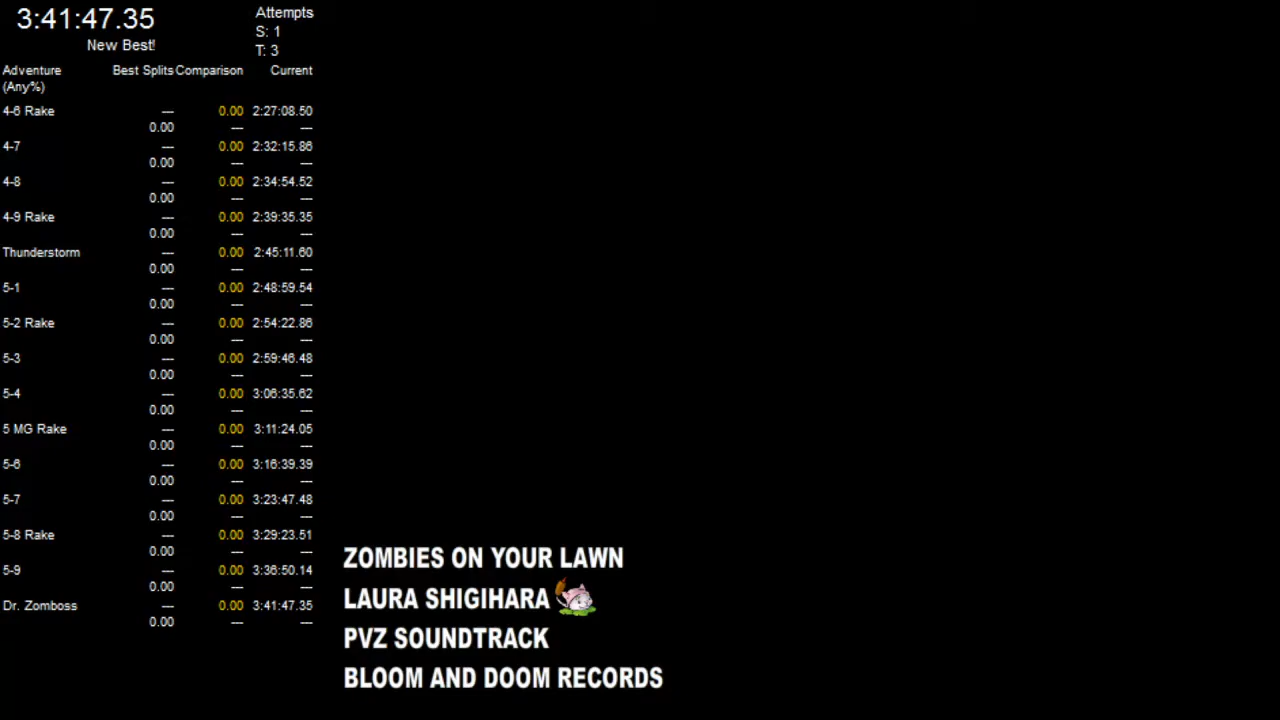 3:41:47.35
New Best!
Attempts
S: 1
T: 3
Adventure (Any%) Best Splits Comparison Current
4-6 Rake --- 0.00 2:27:08.50
0.00 --- ---
4-7 --- 0.00 2:32:15.86
0.00 --- ---
4-8 --- 0.00 2:34:54.52
0.00 --- ---
4-9 Rake --- 0.00 2:39:35.35
0.00 --- ---
Thunderstorm --- 0.00 2:45:11.60
0.00 --- ---
5-1 --- 0.00 2:48:59.54
0.00 --- ---
5-2 Rake --- 0.00 2:54:22.86
0.00 --- ---
5-3 --- 0.00 2:59:46.48
0.00 --- ---
5-4 --- 0.00 3:06:35.62
0.00 --- ---
5 MG Rake --- 0.00 3:11:24.05
0.00 --- ---
5-6 --- 0.00 3:16:39.39
0.00 --- ---
5-7 --- 0.00 3:23:47.48
0.00 --- ---
5-8 Rake --- 0.00 3:29:23.51
0.00 --- ---
5-9 --- 0.00 3:36:50.14
0.00 --- ---
Dr. Zomboss --- 0.00 3:41:47.35
0.00 --- ---
ZOMBIES ON YOUR LAWN
LAURA SHIGIHARA
PVZ SOUNDTRACK
BLOOM AND DOOM RECORDS